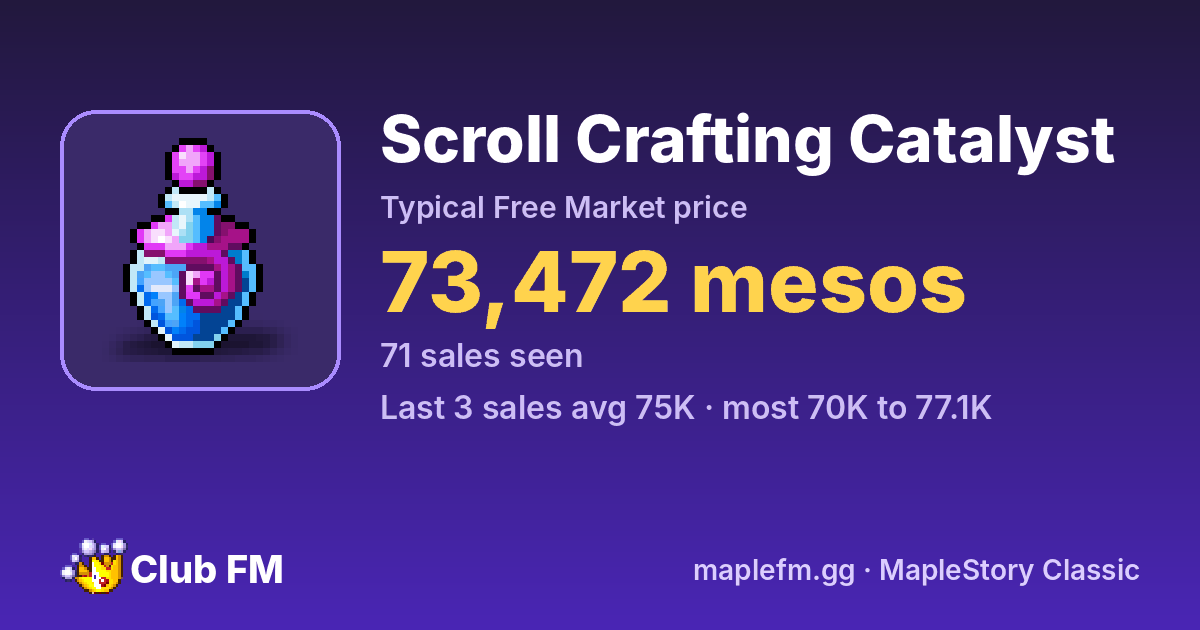 Scroll Crafting Catalyst
Typical Free Market price
73,472 mesos
71 sales seen
Last 3 sales avg 75K · most 70K to 77.1K
Club FM
maplefm.gg · MapleStory Classic